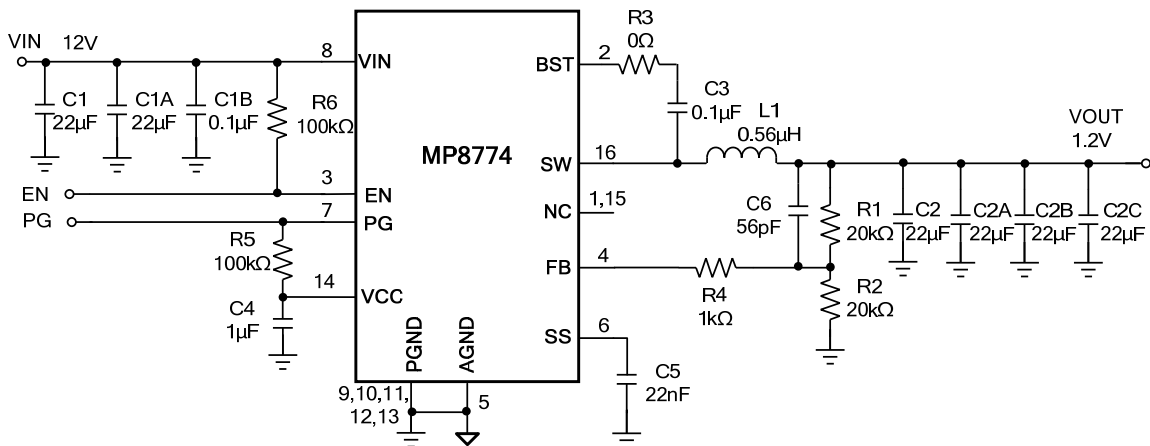 VIN 12V
C1
22µF
C1A
22µF
C1B
0.1µF
R6
100kΩ
8
VIN
EN
3
EN
PG
7
PG
R5
100kΩ
14
VCC
C4
1µF
MP8774
PGND
AGND
9,10,11,
12,13
5
BST
2
R3
0Ω
C3
0.1µF
L1
0.56µH
SW
16
NC
1,15
FB
4
R4
1kΩ
SS
6
C5
22nF
C6
56pF
R1
20kΩ
R2
20kΩ
C2
22µF
C2A
22µF
C2B
22µF
C2C
22µF
VOUT
1.2V